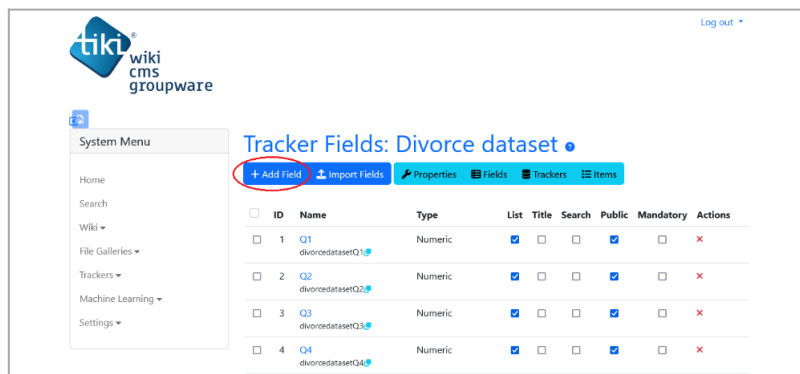 Log out
tiki®
wiki
cms
groupware
System Menu
Home
Search
Wiki
File Galleries
Trackers
Machine Learning
Settings
Tracker Fields: Divorce dataset
+ Add Field Import Fields Properties Fields Trackers Items
ID Name Type List Title Search Public Mandatory Actions
1 Q1 Numeric
divorcedatasetQ1
2 Q2 Numeric
divorcedatasetQ2
3 Q3 Numeric
divorcedatasetQ3
4 Q4 Numeric
divorcedatasetQ4